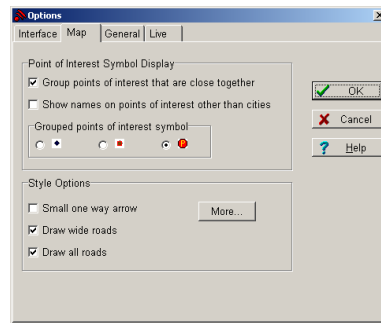 Options
Interface Map General Live
Point of Interest Symbol Display
Group points of interest that are close together
Show names on points of interest other than cities
Grouped points of interest symbol
P
Style Options
Small one way arrow
More...
Draw wide roads
Draw all roads
OK
Cancel
Help